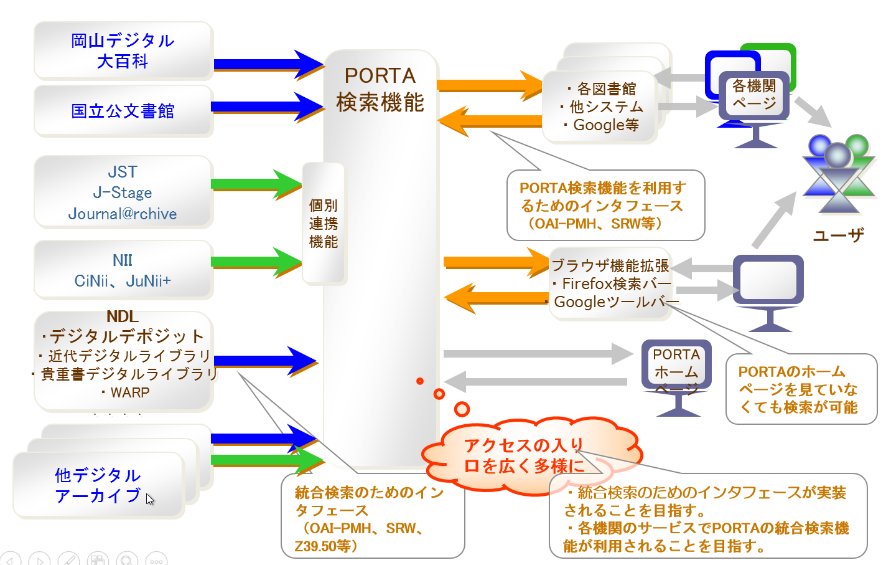 岡山デジタル
大百科
国立公文書館
JST
J-Stage
Journal@rchive
NII
CiNii、JuNii+
NDL
・デジタルデポジット
・近代デジタルライブラリ
・貴重書デジタルライブラリ
・WARP
・・・・
他デジタル
アーカイブ
PORTA
検索機能
個別
連携
機能
・各図書館
・他システム
・Google等
各機関
ページ
ユーザ
PORTA検索機能を利用す
るためのインタフェース
（OAI-PMH、SRW等）
ブラウザ機能拡張
・Firefox検索バー
・Googleツールバー
PORTA
ホーム
ページ
PORTAのホーム
ページを見ていな
くても検索が可能
アクセスの入り
口を広く多様に
統合検索のためのイン
タフェース
（OAI-PMH、SRW、
Z39.50等）
・統合検索のためのインタフェースが実装
されることを目指す。
・各機関のサービスでPORTAの統合検索機
能が利用されることを目指す。